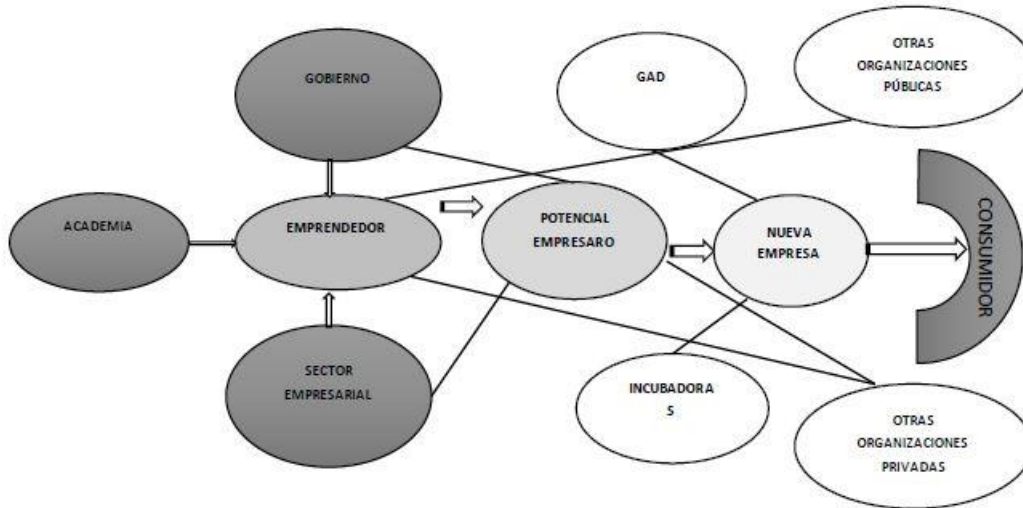 GOBIERNO
GAD
OTRAS
ORGANIZACIONES
PÚBLICAS
ACADEMIA
EMPRENDEDOR
POTENCIAL
EMPRESARO
NUEVA
EMPRESA
CONSUMIDOR
SECTOR
EMPRESARIAL
INCUBADORA
S
OTRAS
ORGANIZACIONES
PRIVADAS